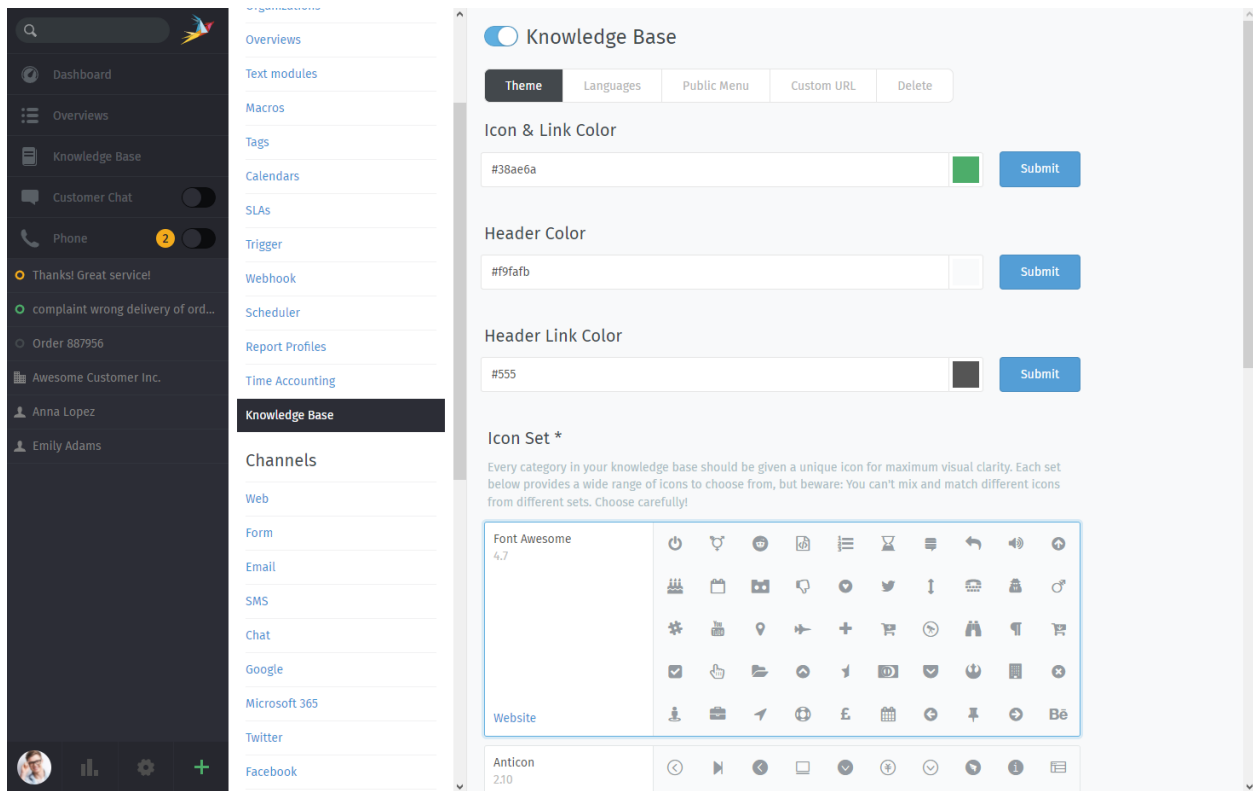 Dashboard
Overviews
Knowledge Base
Customer Chat
Phone 2
Thanks! Great service!
complaint wrong delivery of ord...
Order 887956
Awesome Customer Inc.
Anna Lopez
Emily Adams
Organizations
Overviews
Text modules
Macros
Tags
Calendars
SLAs
Trigger
Webhook
Scheduler
Report Profiles
Time Accounting
Knowledge Base
Channels
Web
Form
Email
SMS
Chat
Google
Microsoft 365
Twitter
Facebook
Knowledge Base
Theme Languages Public Menu Custom URL Delete
Icon & Link Color
#38ae6a Submit
Header Color
#f9fafb Submit
Header Link Color
#555 Submit
Icon Set *
Every category in your knowledge base should be given a unique icon for maximum visual clarity. Each set
below provides a wide range of icons to choose from, but beware: You can't mix and match different icons
from different sets. Choose carefully!
Font Awesome
4.7
Website
Anticon
2.10